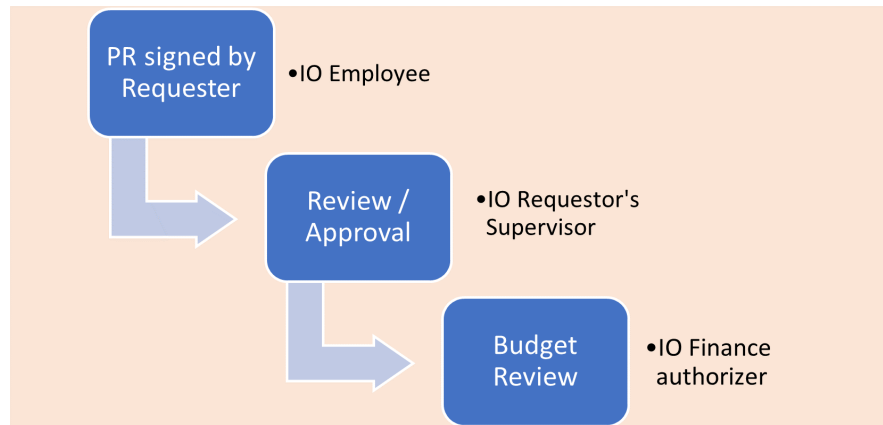 PR signed by
Requester
•IO Employee
Review /
Approval
•IO Requestor's
Supervisor
Budget
Review
•IO Finance
authorizer